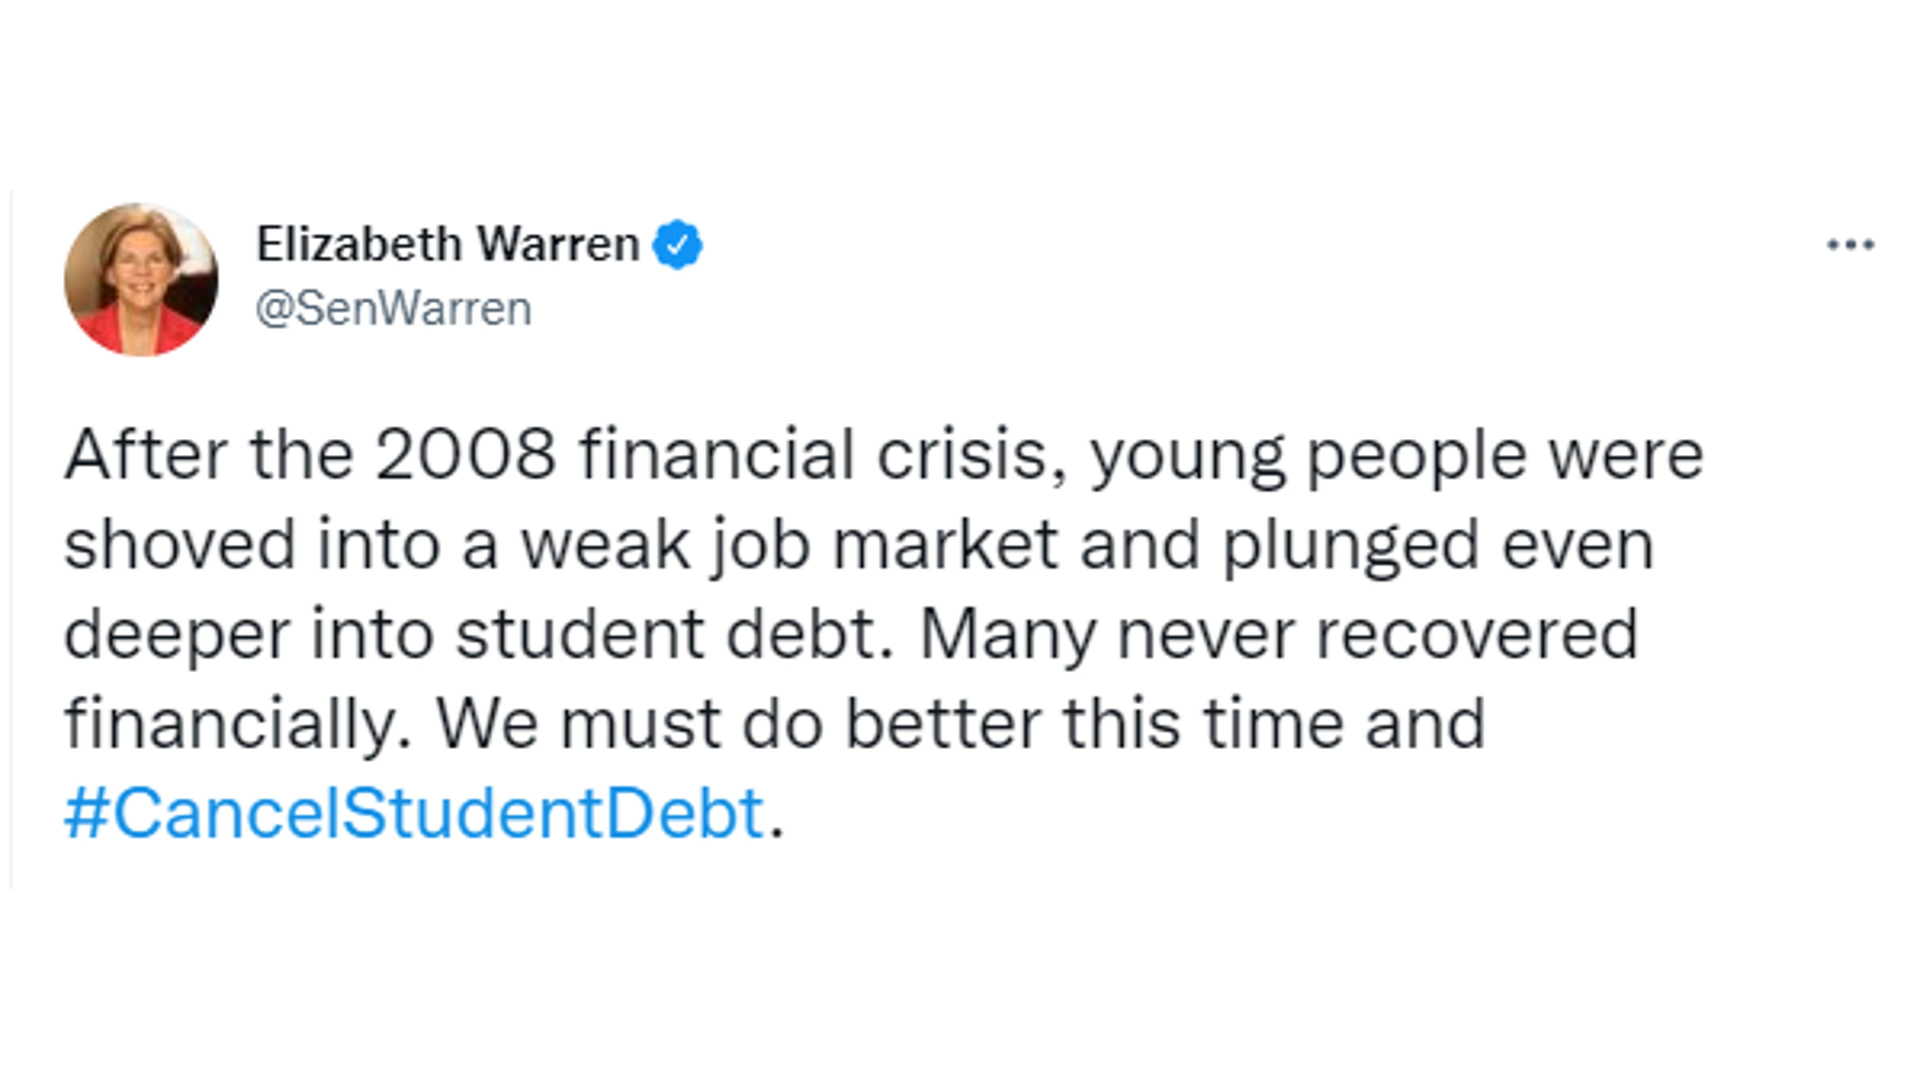 Elizabeth Warren
@SenWarren
After the 2008 financial crisis, young people were
shoved into a weak job market and plunged even
deeper into student debt. Many never recovered
financially. We must do better this time and
#CancelStudentDebt.